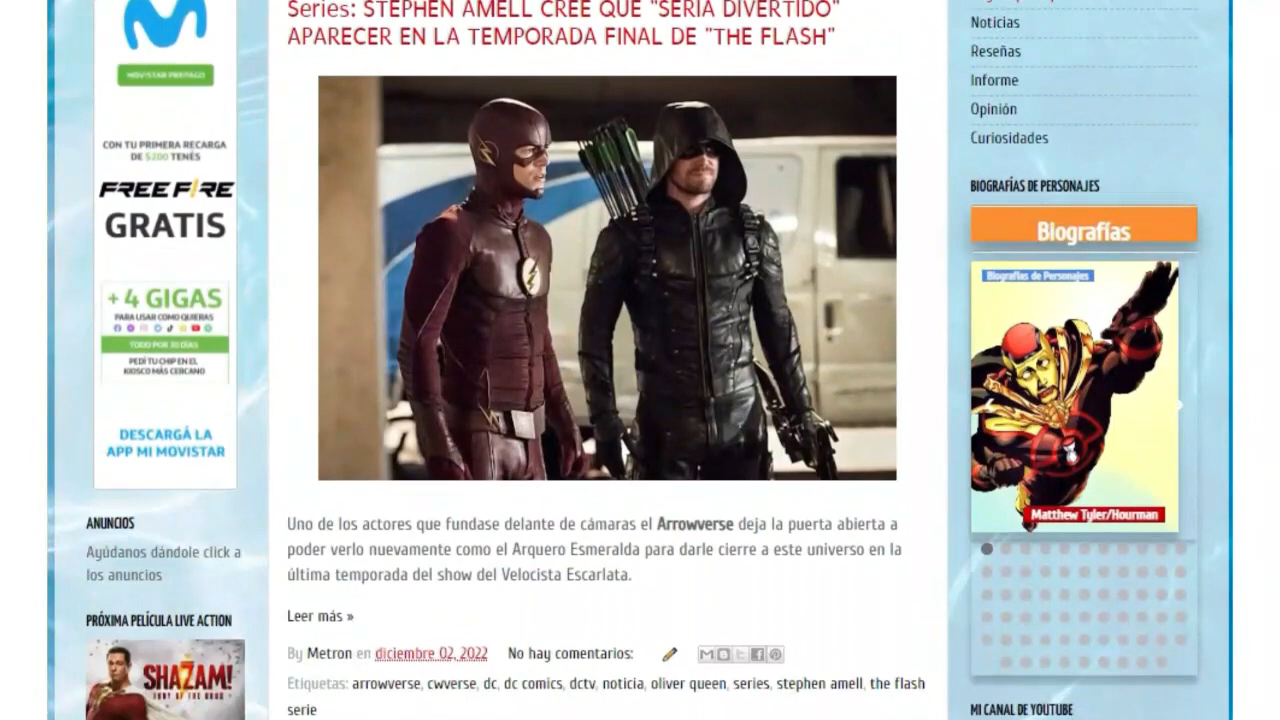 MOVISTAR PREPAGO
CON TU PRIMERA RECARGA
DE $200 TENÉS
FREE FIRE
GRATIS
+ 4 GIGAS
PARA USAR COMO QUIERAS
TODO POR 30 DÍAS
PEDÍ TU CHIP EN EL
KIOSCO MÁS CERCANO
DESCARGÁ LA
APP MI MOVISTAR
ANUNCIOS
Ayúdanos dándole click a
los anuncios
PRÓXIMA PELÍCULA LIVE ACTION
SHAZAM!
Series: STEPHEN AMELL CREE QUE "SERÍA DIVERTIDO"
APARECER EN LA TEMPORADA FINAL DE "THE FLASH"
Uno de los actores que fundase delante de cámaras el Arrowverse deja la puerta abierta a
poder verlo nuevamente como el Arquero Esmeralda para darle cierre a este universo en la
última temporada del show del Velocista Escarlata.
Leer más »
By Metron en diciembre 02, 2022 No hay comentarios:
Etiquetas: arrowverse, cwverse, dc, dc comics, dctv, noticia, oliver queen, series, stephen amell, the flash
serie
Noticias
Reseñas
Informe
Opinión
Curiosidades
BIOGRAFÍAS DE PERSONAJES
Biografías
Biografías de Personajes
Matthew Tyler/Hourman
MI CANAL DE YOUTUBE